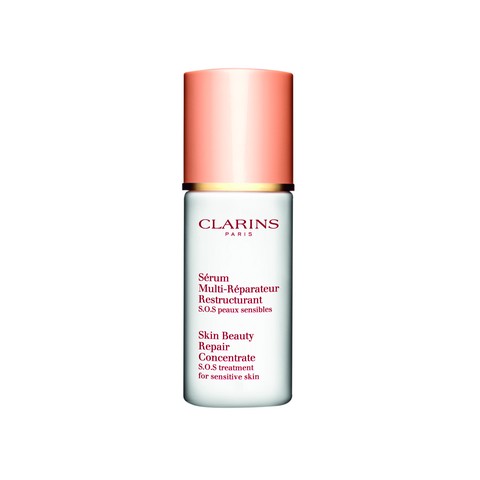 CLARINS
PARIS
Sérum
Multi-Réparateur
Restructurant
S.O.S peaux sensibles
Skin Beauty
Repair
Concentrate
S.O.S treatment
for sensitive skin